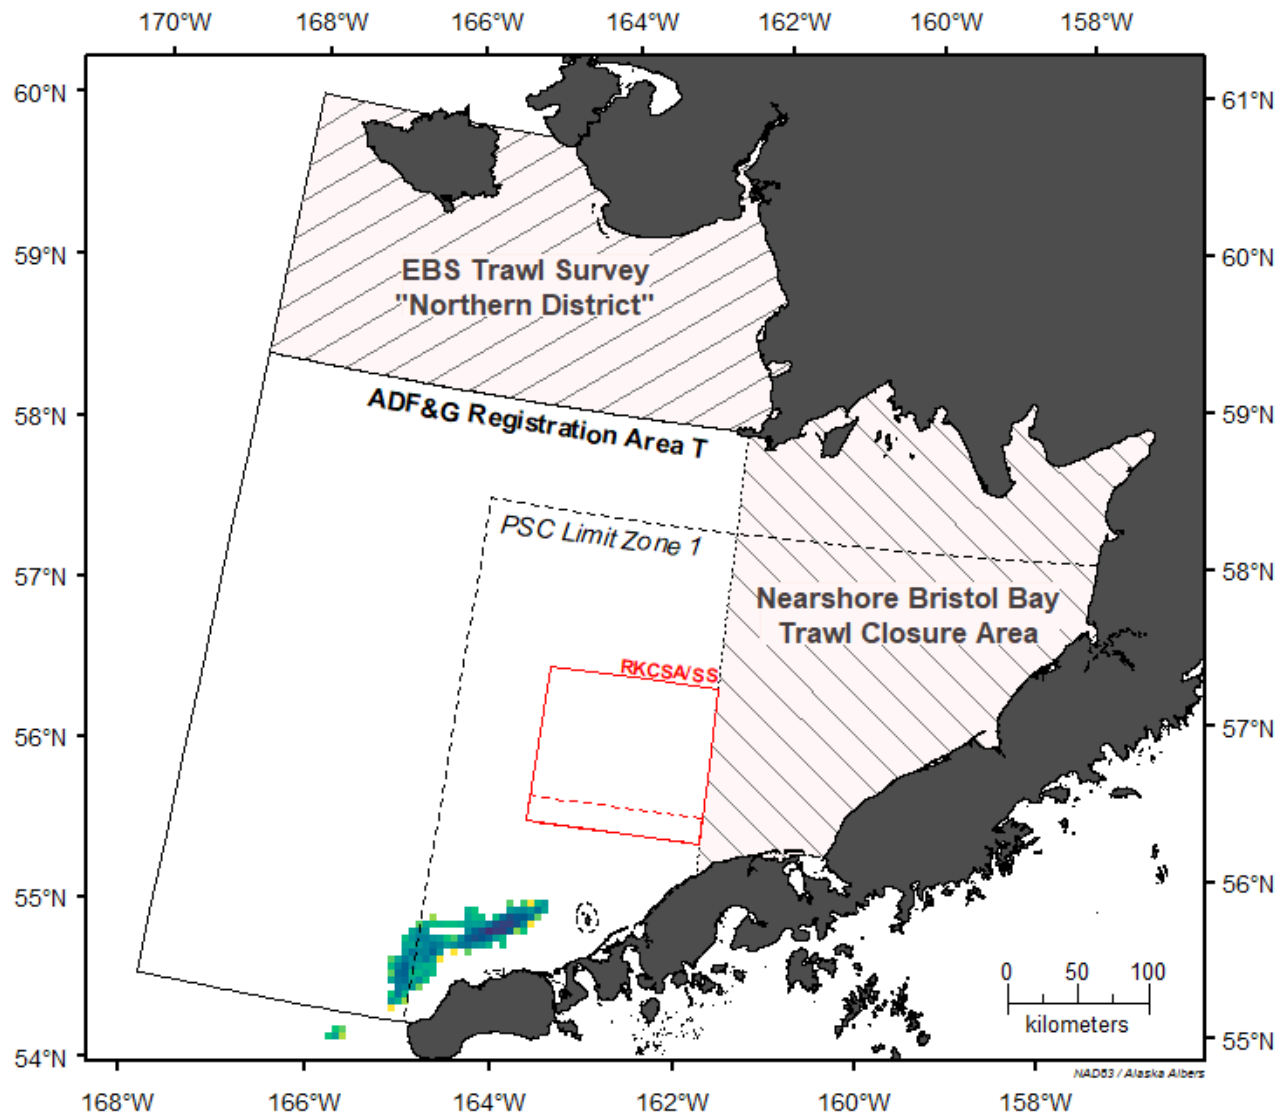 170°W 168°W 166°W 164°W 162°W 160°W 158°W
60°N
61°N
59°N
60°N
EBS Trawl Survey
"Northern District"
58°N
59°N
ADF&G Registration Area T
PSC Limit Zone 1
57°N
58°N
Nearshore Bristol Bay
Trawl Closure Area
RKCSA/SS
56°N
57°N
55°N
56°N
0 50 100
kilometers
54°N
55°N
NAD83 / Alaska Albers
168°W 166°W 164°W 162°W 160°W 158°W